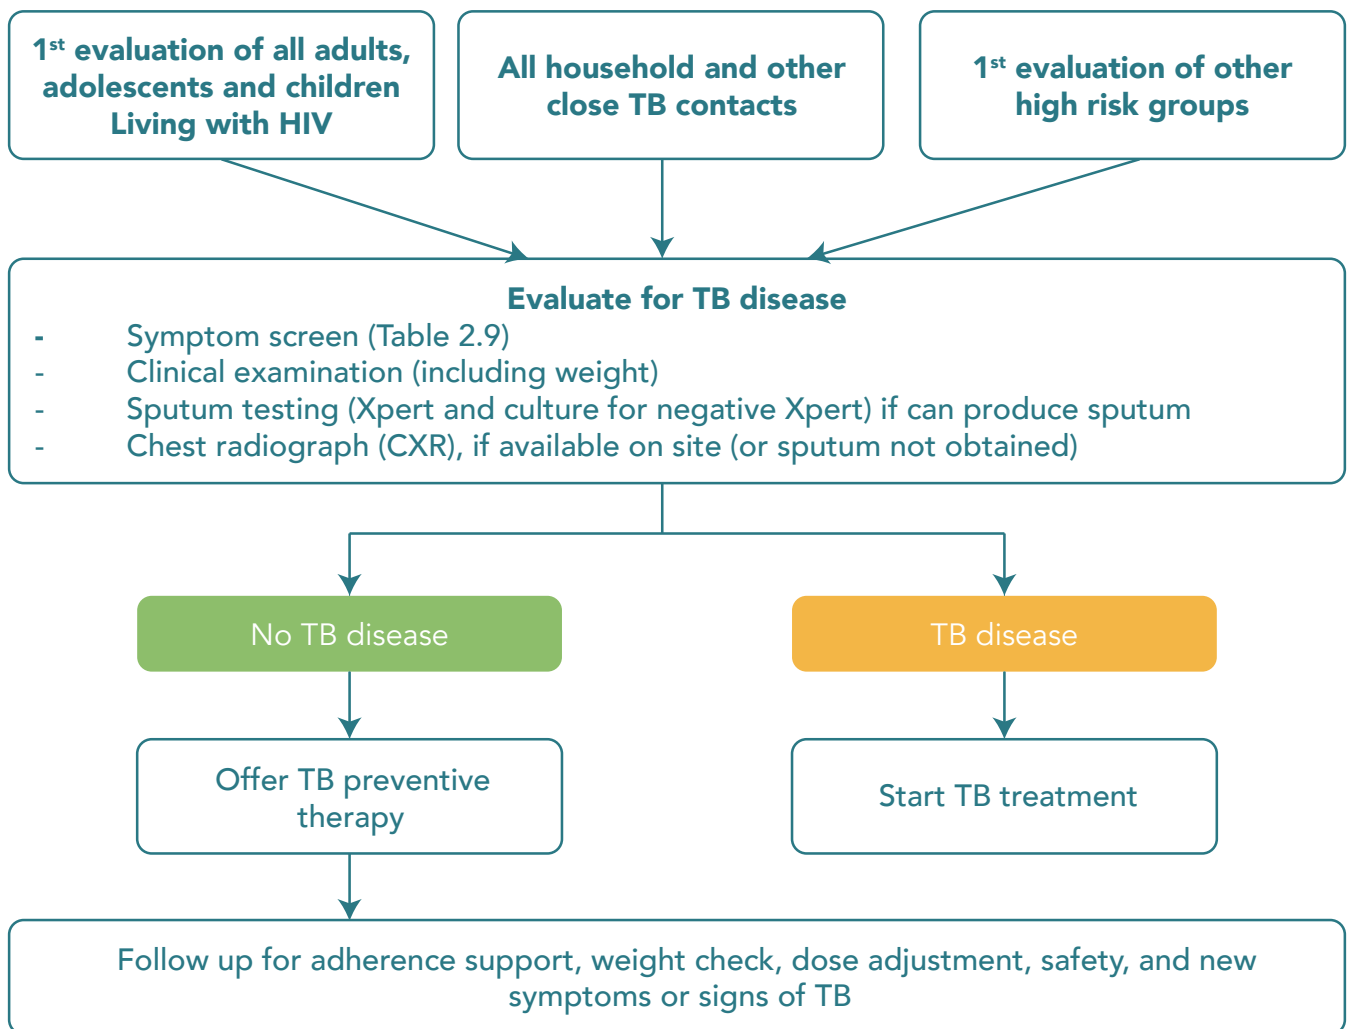 1st evaluation of all adults,
adolescents and children
Living with HIV
All household and other
close TB contacts
1st evaluation of other
high risk groups
Evaluate for TB disease
- Symptom screen (Table 2.9)
- Clinical examination (including weight)
- Sputum testing (Xpert and culture for negative Xpert) if can produce sputum
- Chest radiograph (CXR), if available on site (or sputum not obtained)
No TB disease
TB disease
Offer TB preventive
therapy
Start TB treatment
Follow up for adherence support, weight check, dose adjustment, safety, and new
symptoms or signs of TB